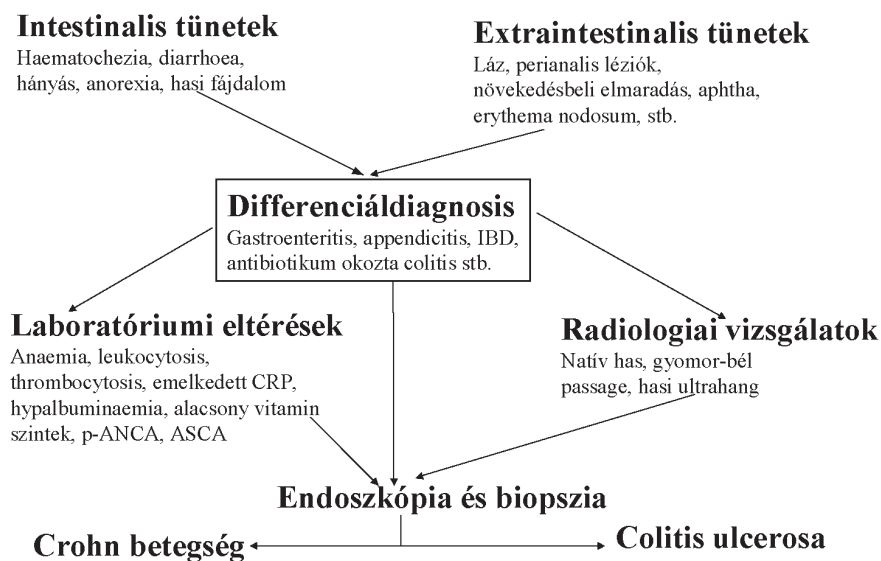 Intestinalis tünetek
Haematochezia, diarrhoea,
hányás, anorexia, hasi fájdalom
Extraintestinalis tünetek
Láz, perianalis léziók,
növekedésbeli elmaradás, aphtha,
erythema nodosum, stb.
Differenciáldiagnosis
Gastroenteritis, appendicitis, IBD,
antibiotikum okozta colitis stb.
Laboratóriumi eltérések
Anaemia, leukocytosis,
thrombocytosis, emelkedett CRP,
hypalbuminaemia, alacsony vitamin
szintek, p-ANCA, ASCA
Radiologiai vizsgálatok
Natív has, gyomor-bél
passage, hasi ultrahang
Endoszkópia és biopszia
Crohn betegség
Colitis ulcerosa